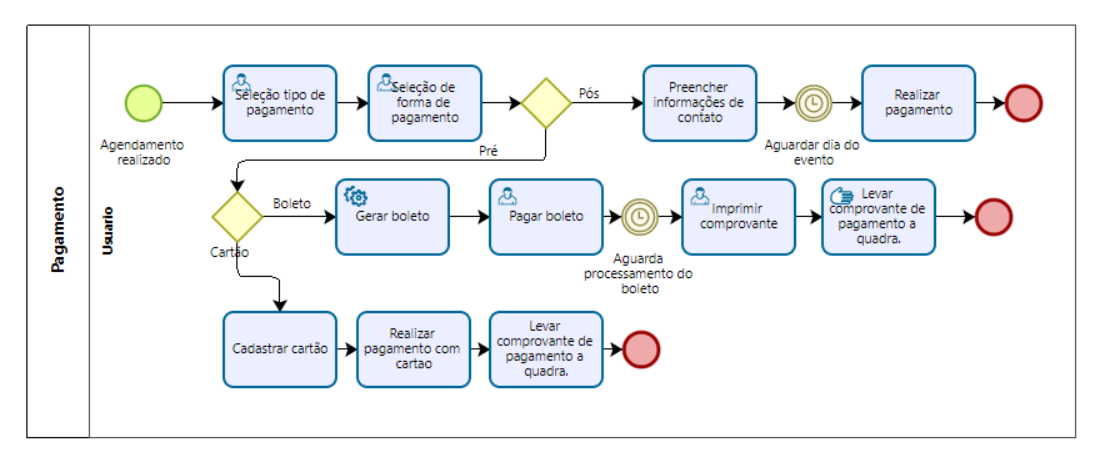 Pagamento
Usuario
Agendamento
realizado
Seleção tipo de
pagamento
Seleção de
forma de
pagamento
Pós
Pré
Preencher
informações de
contato
Aguardar dia do
evento
Realizar
pagamento
Boleto
Cartão
Gerar boleto
Pagar boleto
Aguarda
processamento do
boleto
Imprimir
comprovante
Levar
comprovante de
pagamento a
quadra.
Cadastrar cartão
Realizar
pagamento com
cartao
Levar
comprovante de
pagamento a
quadra.